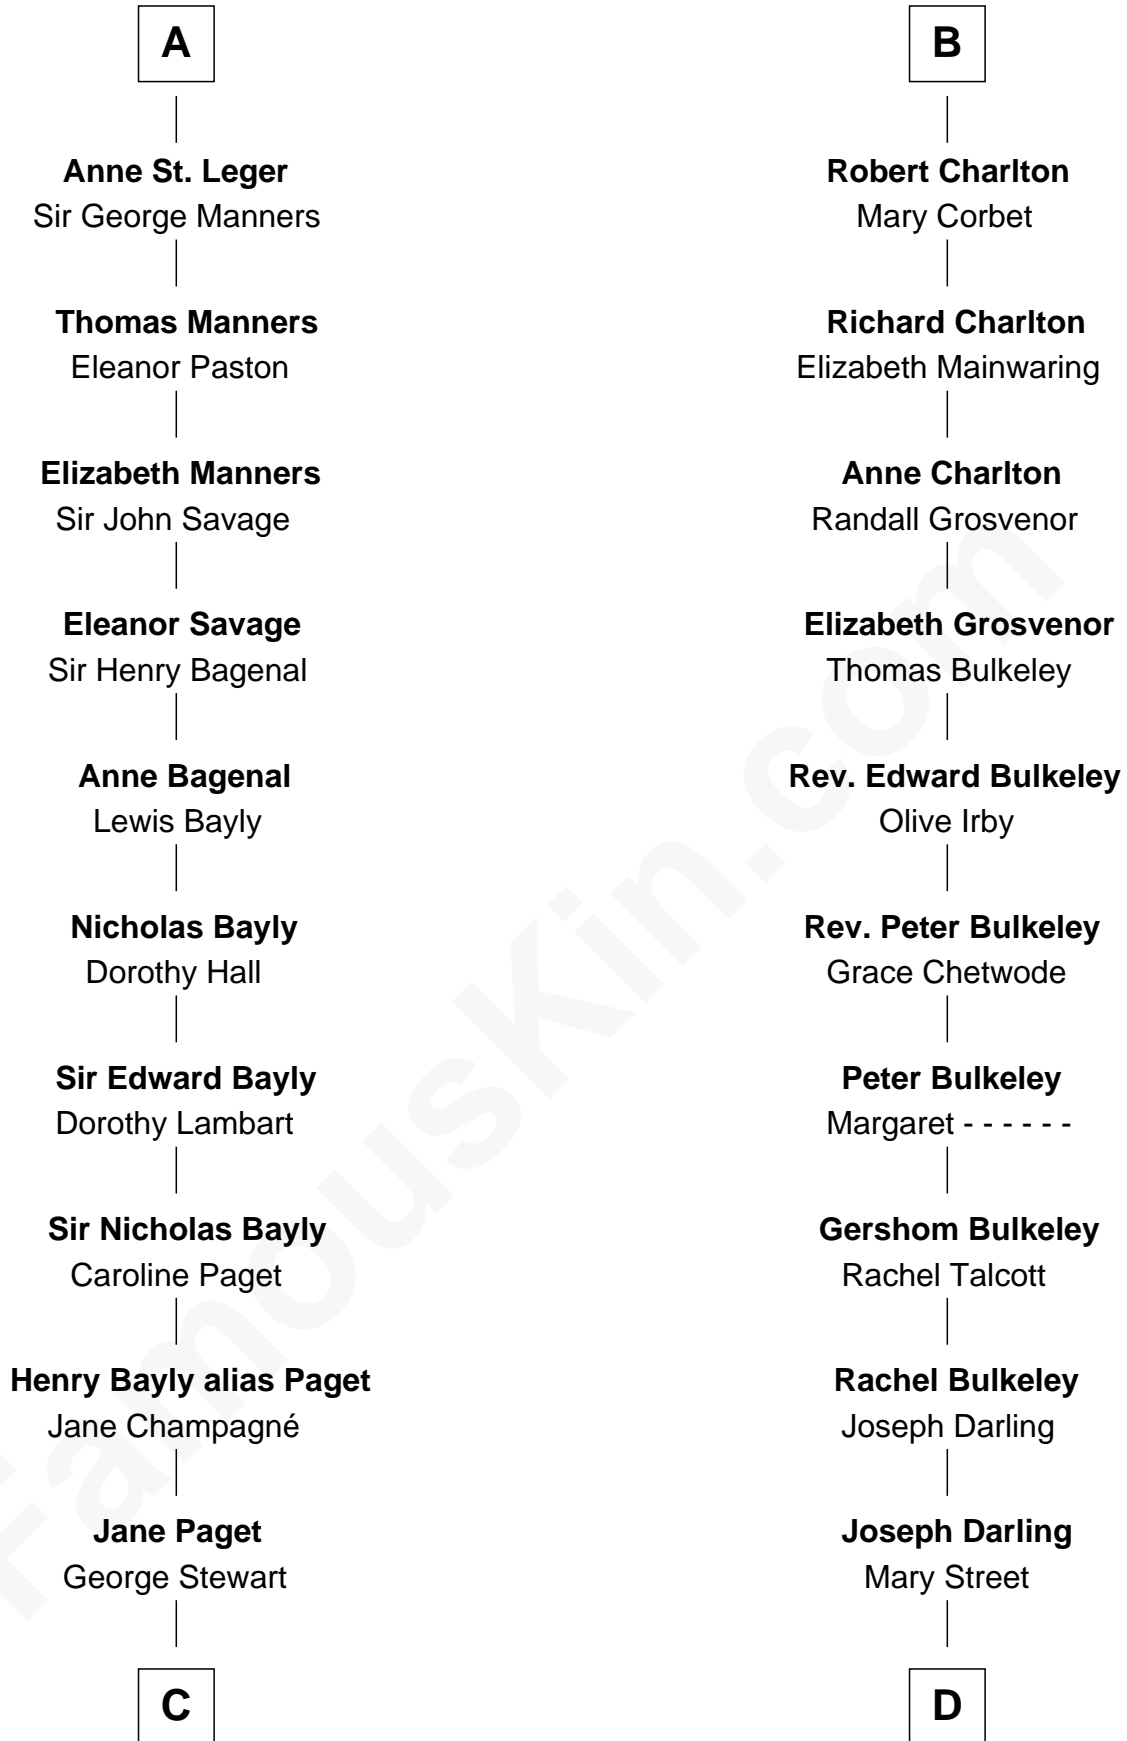 A
Anne St. Leger
Sir George Manners
Thomas Manners
Eleanor Paston
Elizabeth Manners
Sir John Savage
Eleanor Savage
Sir Henry Bagenal
Anne Bagenal
Lewis Bayly
Nicholas Bayly
Dorothy Hall
Sir Edward Bayly
Dorothy Lambart
Sir Nicholas Bayly
Caroline Paget
Henry Bayly alias Paget
Jane Champagné
Jane Paget
George Stewart
C
B
Robert Charlton
Mary Corbet
Richard Charlton
Elizabeth Mainwaring
Anne Charlton
Randall Grosvenor
Elizabeth Grosvenor
Thomas Bulkeley
Rev. Edward Bulkeley
Olive Irby
Rev. Peter Bulkeley
Grace Chetwode
Peter Bulkeley
Margaret - - - - - -
Gershom Bulkeley
Rachel Talcott
Rachel Bulkeley
Joseph Darling
Joseph Darling
Mary Street
D
FamousKin.com